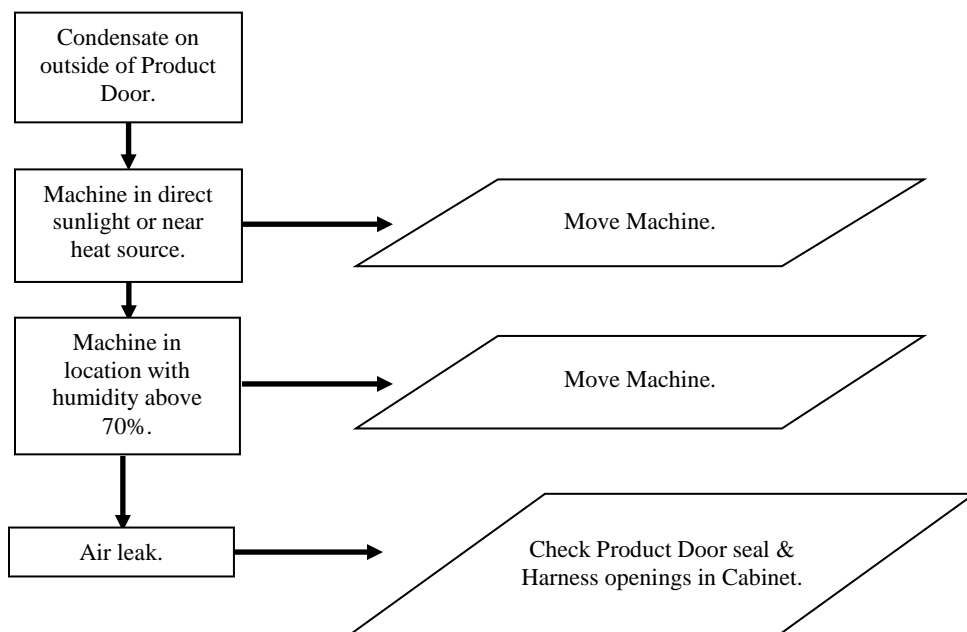 Condensate on
outside of Product
Door.
Machine in direct
sunlight or near
heat source.
Move Machine.
Machine in
location with
humidity above
70%.
Move Machine.
Air leak.
Check Product Door seal &
Harness openings in Cabinet.